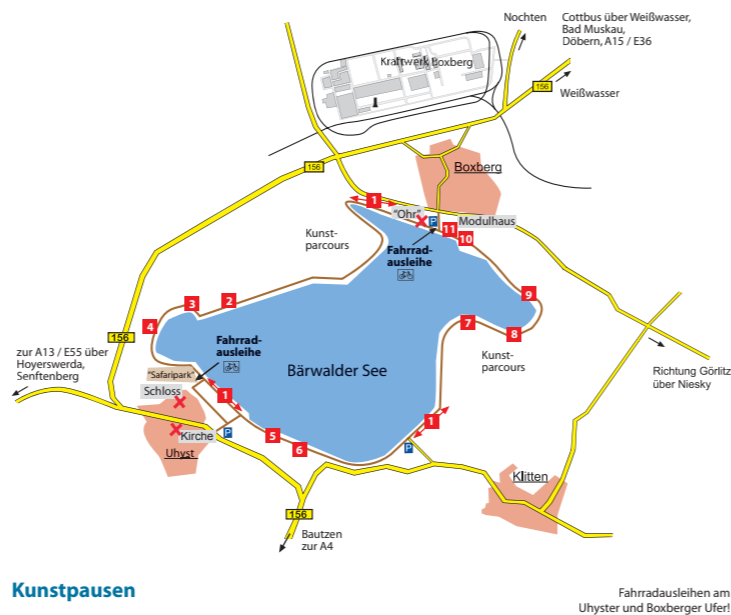 Nochten
Cottbus über Weißwasser,
Bad Muskau,
Döbern, A15 / E36
Kraftwerk Boxberg
156
Weißwasser
156
Boxberg
1
"Ohr"
P
Modulhaus
11
10
Kunst-
parcours
Fahrrad-
ausleihe
9
3
2
4
7
8
156
Fahrrad-
ausleihe
Kunst-
parcours
zur A13 / E55 über
Hoyerswerda,
Senftenberg
"Safaripark"
Bärwalder See
Richtung Görlitz
über Niesky
Schloss
1
1
Kirche
P
5
6
P
Uhyst
Klitten
156
Bautzen
zur A4
Kunstpausen
Fahrradausleihen am
Uhyster und Boxberger Ufer!